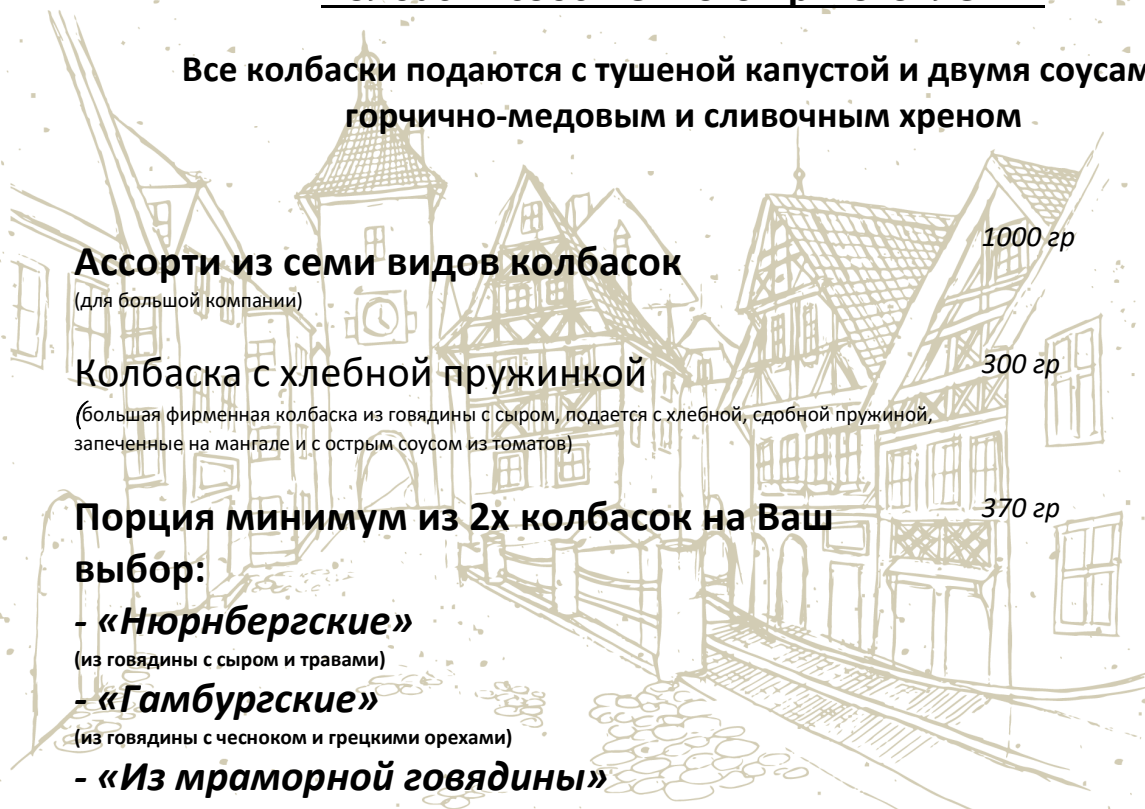 Все колбаски подаются с тушеной капустой и двумя соусам
горчично-медовым и сливочным хреном
1000 гр
Ассорти из семи видов колбасок
(для большой компании)
300 гр
Колбаска с хлебной пружинкой
(большая фирменная колбаска из говядины с сыром, подается с хлебной, сдобной пружиной,
запеченные на мангале и с острым соусом из томатов)
370 гр
Порция минимум из 2х колбасок на Ваш
выбор:
- «Нюрнбергские»
(из говядины с сыром и травами)
- «Гамбургские»
(из говядины с чесноком и грецкими орехами)
- «Из мраморной говядины»